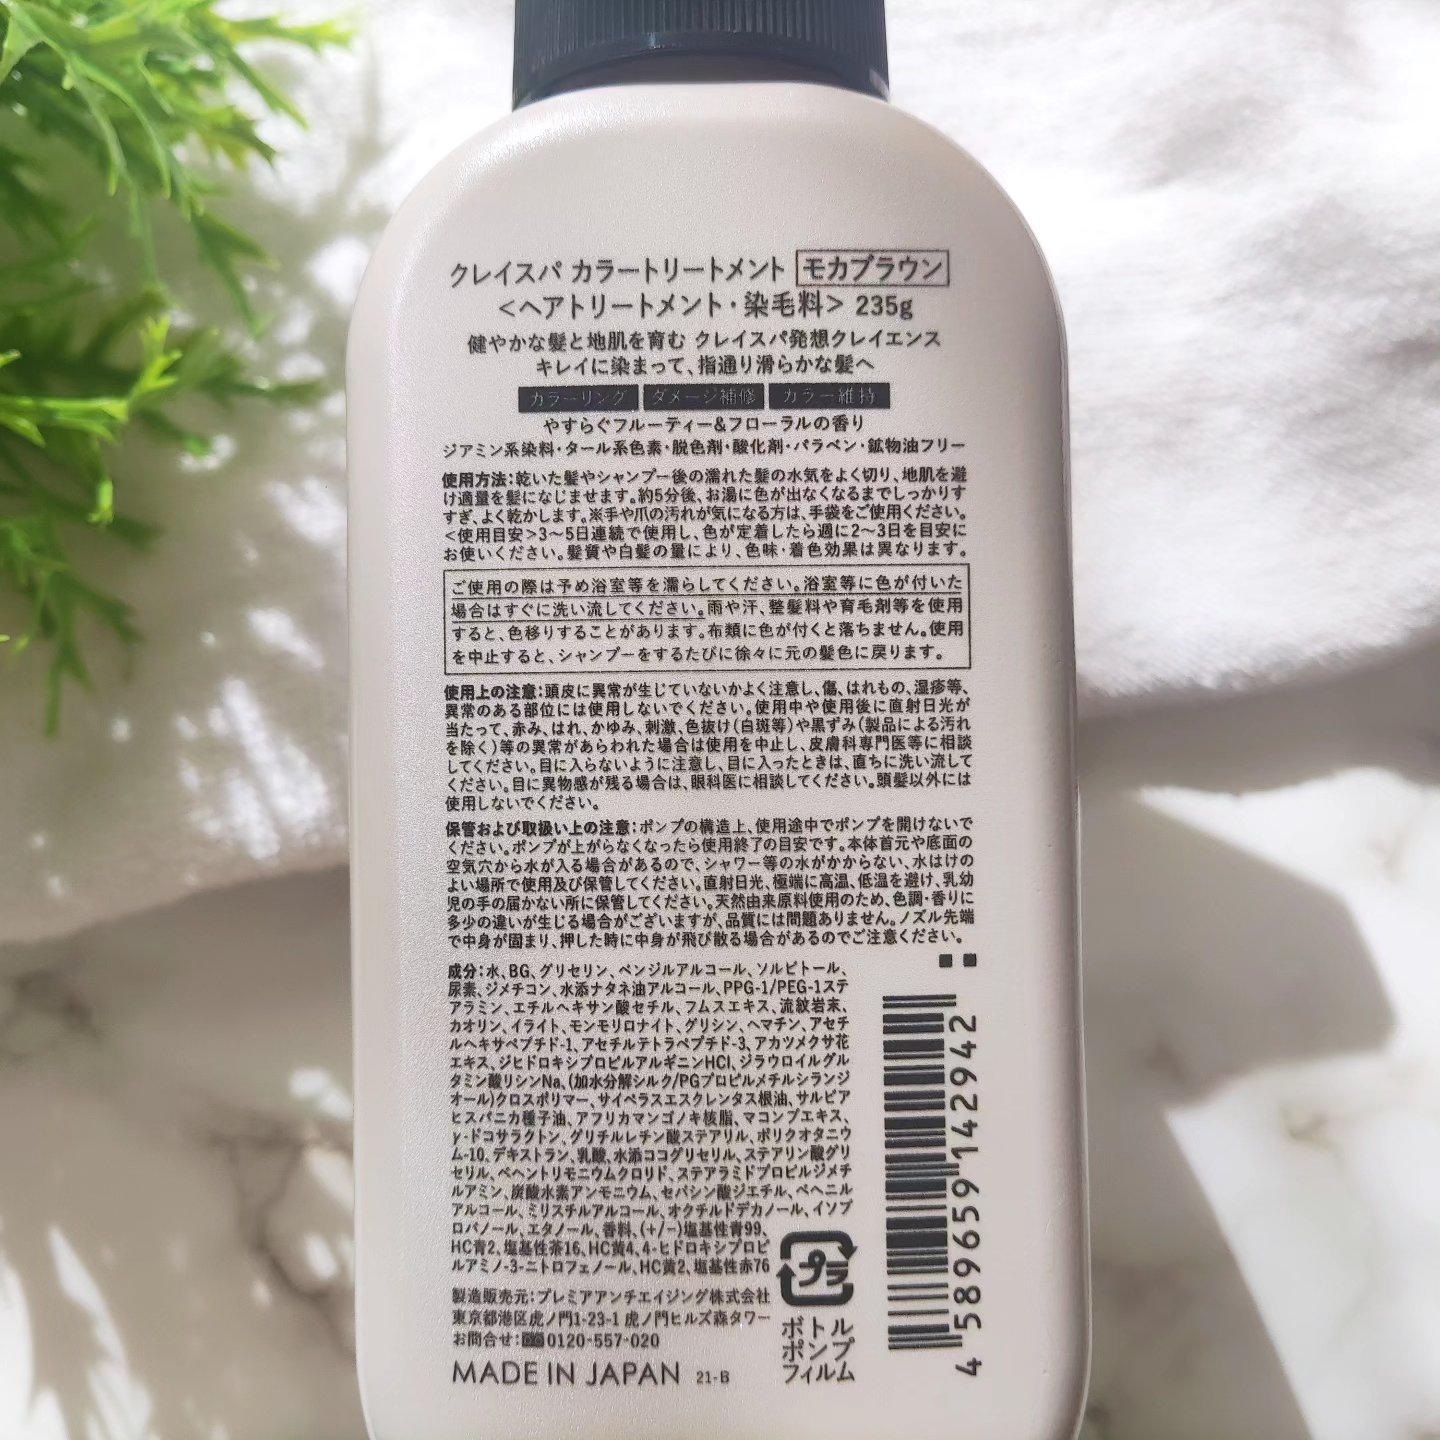 クレイスパ カラートリートメント モカブラウン
＜ヘアトリートメント・染毛料＞ 235g
健やかな髪と地肌を育む クレイスパ発想クレイエンス
キレイに染まって、指通り滑らかな髪へ
カラーリング ダメージ補修 カラー維持
やすらぐフルーティー&フローラルの香り
ジアミン系染料・タール系色素・脱色剤・酸化剤・パラベン・鉱物油フリー
使用方法：乾いた髪やシャンプー後の濡れた髪の水気をよく切り、地肌を避
け適量を髪になじませます。約5分後、お湯に色が出なくなるまでしっかりす
すぎ、よく乾かします。※手や爪の汚れが気になる方は、手袋をご使用ください。
＜使用目安＞3〜5日連続で使用し、色が定着したら週に2〜3日を目安に
お使いください。髪質や白髪の量により、色味・着色効果は異なります。
ご使用の際は予め浴室等を濡らしてください。浴室等に色が付いた
場合はすぐに洗い流してください。雨や汗、整髪料や育毛剤等を使用
すると、色移りすることがあります。布類に色が付くと落ちません。使用
を中止すると、シャンプーをするたびに徐々に元の髪色に戻ります。
使用上の注意：頭皮に異常が生じていないかよく注意し、傷、はれもの、湿疹等、
異常のある部位には使用しないでください。使用中や使用後に直射日光が
当たって、赤み、はれ、かゆみ、刺激、色抜け(白斑等)や黒ずみ(製品による汚れ
を除く)等の異常があらわれた場合は使用を中止し、皮膚科専門医等に相談
してください。目に入らないように注意し、目に入ったときは、直ちに洗い流して
ください。目に異物感が残る場合は、眼科医に相談してください。頭髪以外には
使用しないでください。
保管および取扱い上の注意：ポンプの構造上、使用途中でポンプを開けないで
ください。ポンプが上がらなくなったら使用終了の目安です。本体首元や底面の
空気穴から水が入る場合があるので、シャワー等の水がかからない、水はけの
よい場所で使用及び保管してください。直射日光、極端に高温、低温を避け、乳幼
児の手の届かない所に保管してください。天然由来原料使用のため、色調・香りに
多少の違いが生じる場合がございますが、品質には問題ありません。ノズル先端
で中身が固まり、押した時に中身が飛び散る場合があるのでご注意ください。
成分：水、BG、グリセリン、ベンジルアルコール、ソルビトール、
尿素、ジメチコン、水添ナタネ油アルコール、PPG-1/PEG-1ステ
アラミン、エチルヘキサン酸セチル、フムスエキス、流紋岩末、
カオリン、イライト、モンモリロナイト、グリシン、ヘマチン、アセチ
ルヘキサペプチド-1、アセチルテトラペプチド-3、アカツメクサ花
エキス、ジヒドロキシプロピルアルギニンHCl、ジラウロイルグル
タミン酸リシンNa、(加水分解シルク/PGプロピルメチルシランジ
オール)クロスポリマー、サイペラスエスクレンタス根油、サルビア
ヒスパニカ種子油、アフリカマンゴノキ核脂、マコンブエキス、
γ-ドコサラクトン、グリチルレチン酸ステアリル、ポリクオタニウ
ム-10、デキストラン、乳酸、水添ココグリセリル、ステアリン酸グリ
セリル、ベヘントリモニウムクロリド、ステアラミドプロピルジメチ
ルアミン、炭酸水素アンモニウム、セバシン酸ジエチル、ベヘニル
アルコール、ミリスチルアルコール、オクチルドデカノール、イソプ
ロパノール、エタノール、香料、(+/−)塩基性青99、
HC青2、塩基性茶16、HC黄4、4-ヒドロキシプロピ
ルアミノ-3-ニトロフェノール、HC黄2、塩基性赤76
製造販売元：プレミアアンチエイジング株式会社
東京都港区虎ノ門1-23-1 虎ノ門ヒルズ森タワー
お問合せ：0120-557-020
MADE IN JAPAN 21-B
プラ
ボトル
ポンプ
フィルム
4 589659 142942